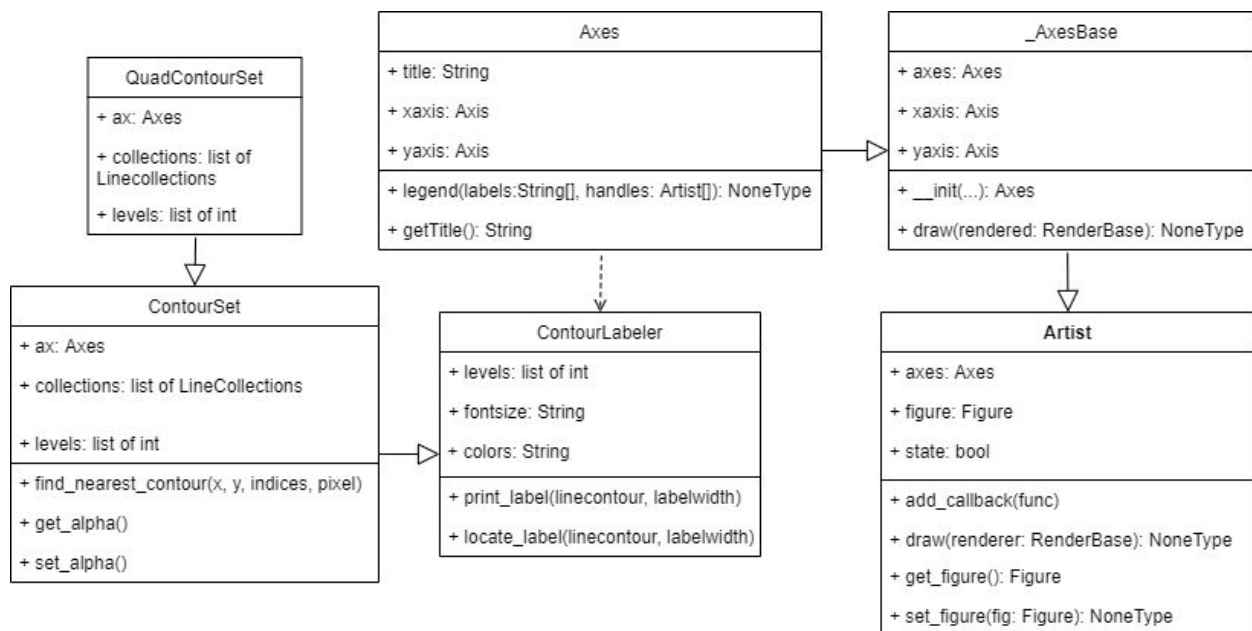 QuadContourSet
+ ax: Axes
+ collections: list of
Linecollections
+ levels: list of int
Axes
+ title: String
+ xaxis: Axis
+ yaxis: Axis
+ legend(labels:String[], handles: Artist[]): NoneType
+ getTitle(): String
_AxesBase
+ axes: Axes
+ xaxis: Axis
+ yaxis: Axis
+ __init(...): Axes
+ draw(rendered: RenderBase): NoneType
ContourSet
+ ax: Axes
+ collections: list of LineCollections
+ levels: list of int
+ find_nearest_contour(x, y, indices, pixel)
+ get_alpha()
+ set_alpha()
ContourLabeler
+ levels: list of int
+ fontsize: String
+ colors: String
+ print_label(linecontour, labelwidth)
+ locate_label(linecontour, labelwidth)
Artist
+ axes: Axes
+ figure: Figure
+ state: bool
+ add_callback(func)
+ draw(renderer: RenderBase): NoneType
+ get_figure(): Figure
+ set_figure(fig: Figure): NoneType